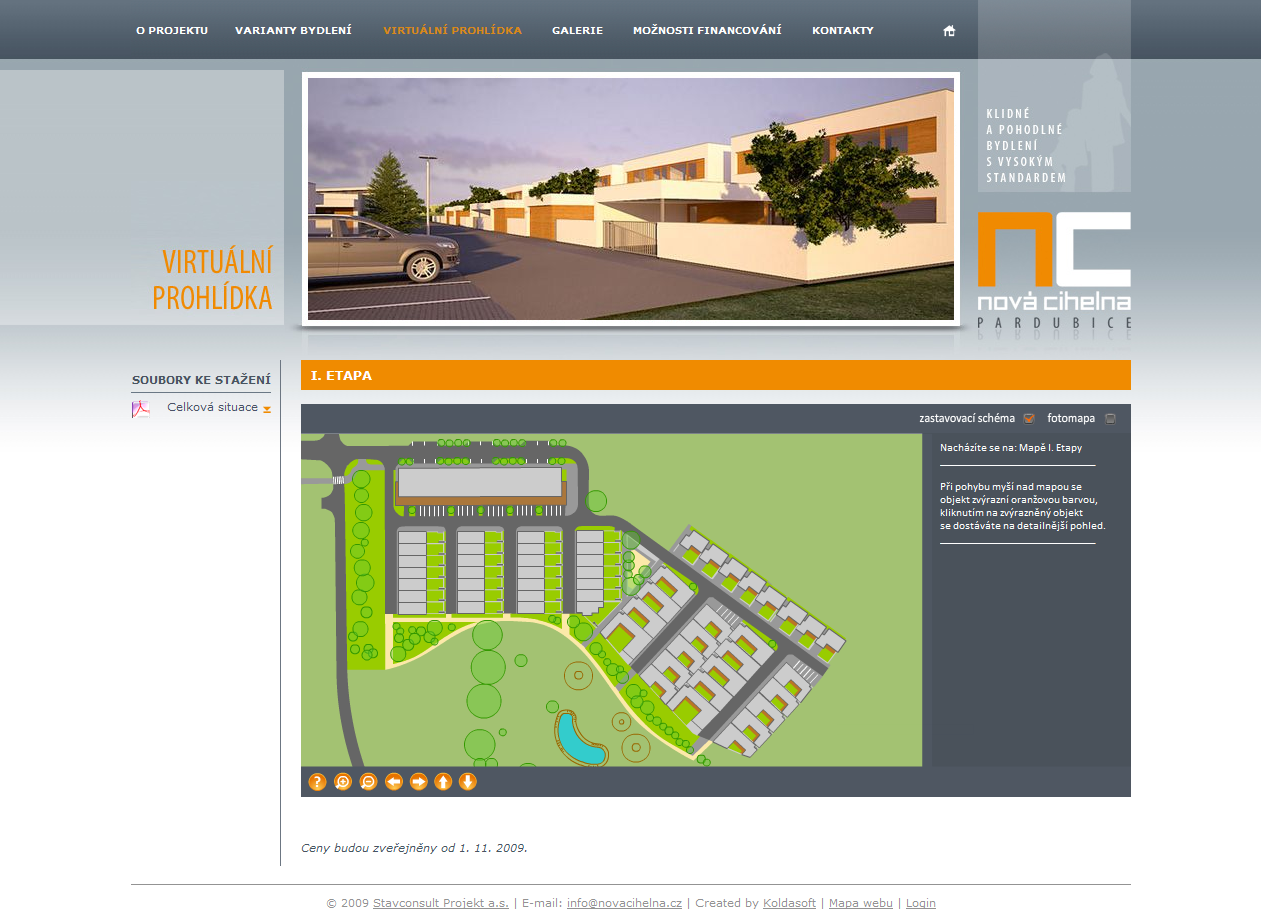 O PROJEKTU VARIANTY BYDLENÍ VIRTUÁLNÍ PROHLÍDKA GALERIE MOŽNOSTI FINANCOVÁNÍ KONTAKTY
KLIDNÉ
A POHODLNÉ
BYDLENÍ
S VYSOKÝM
STANDARDEM
VIRTUÁLNÍ
PROHLÍDKA
nc
nová cihelna
PARDUBICE
SOUBORY KE STAŽENÍ
Celková situace
I. ETAPA
zastavovací schéma fotomapa
Nacházíte se na: Mapě I. Etapy
Při pohybu myší nad mapou se
objekt zvýrazní oranžovou barvou,
kliknutím na zvýrazněný objekt
se dostáváte na detailnější pohled.
?
Ceny budou zveřejněny od 1. 11. 2009.
© 2009 Stavconsult Projekt a.s. | E-mail: info@novacihelna.cz | Created by Koldasoft | Mapa webu | Login